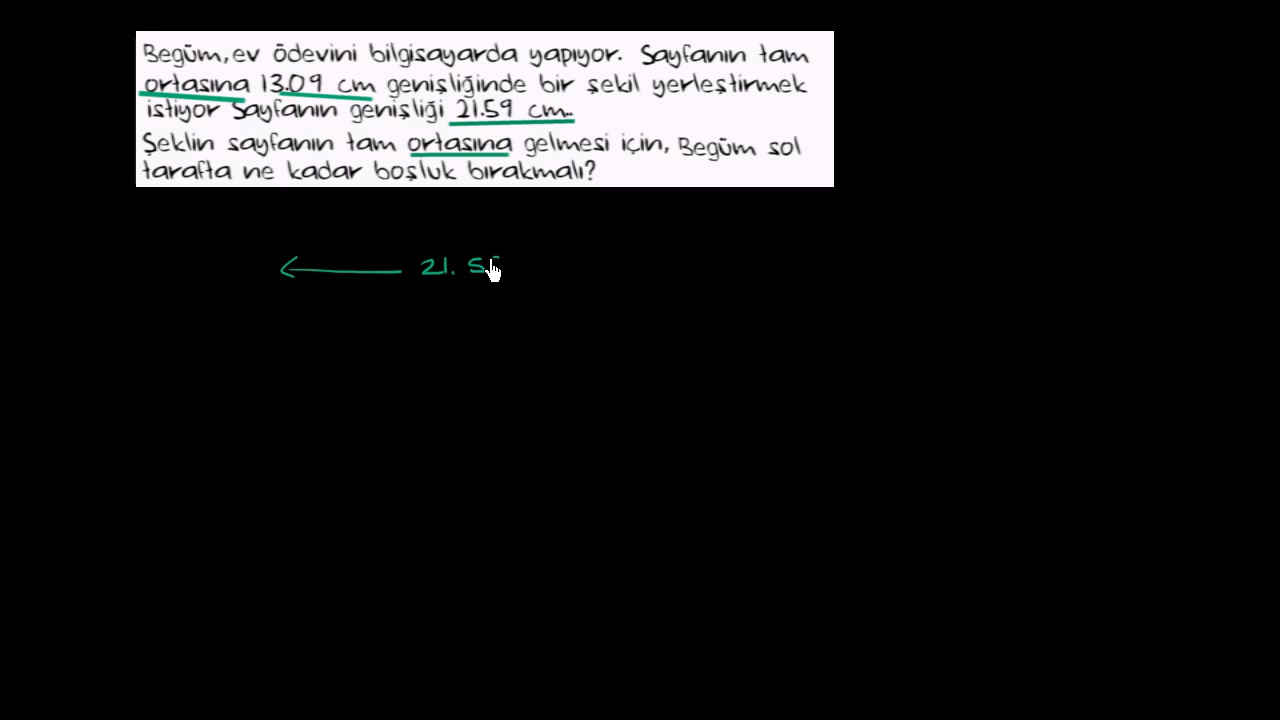 Begüm, ev ödevini bilgisayarda yapıyor. Sayfanın tam
ortasına 13.09 cm genişliğinde bir şekil yerleştirmek
istiyor Sayfanın genişliği 21.59 cm..
Şeklin sayfanın tam ortasına gelmesi için, Begüm sol
tarafta ne kadar boşluk bırakmalı?
21. 5